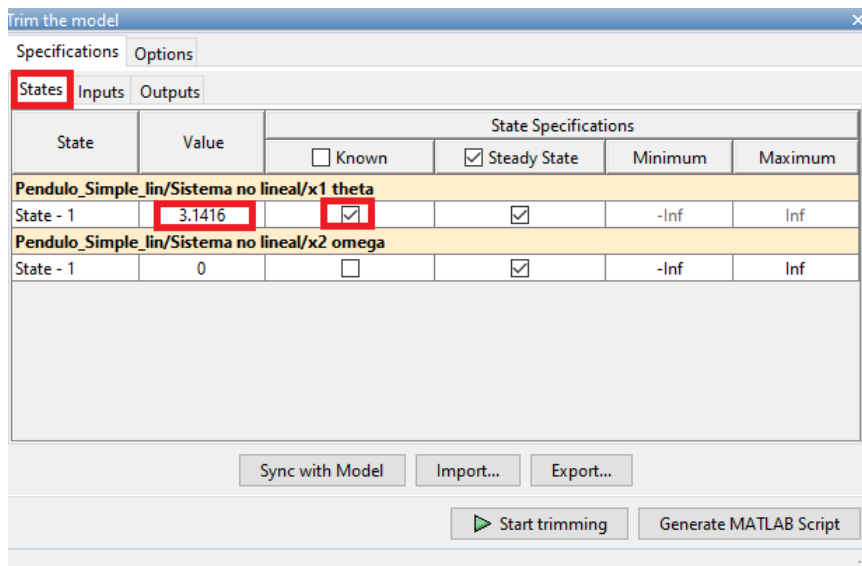 Trim the model
Specifications Options
States Inputs Outputs
State Value State Specifications
Known Steady State Minimum Maximum
Pendulo_Simple_lin/Sistema no lineal/x1 theta
State - 1 3.1416 -Inf Inf
Pendulo_Simple_lin/Sistema no lineal/x2 omega
State - 1 0 -Inf Inf
Sync with Model Import... Export...
Start trimming Generate MATLAB Script